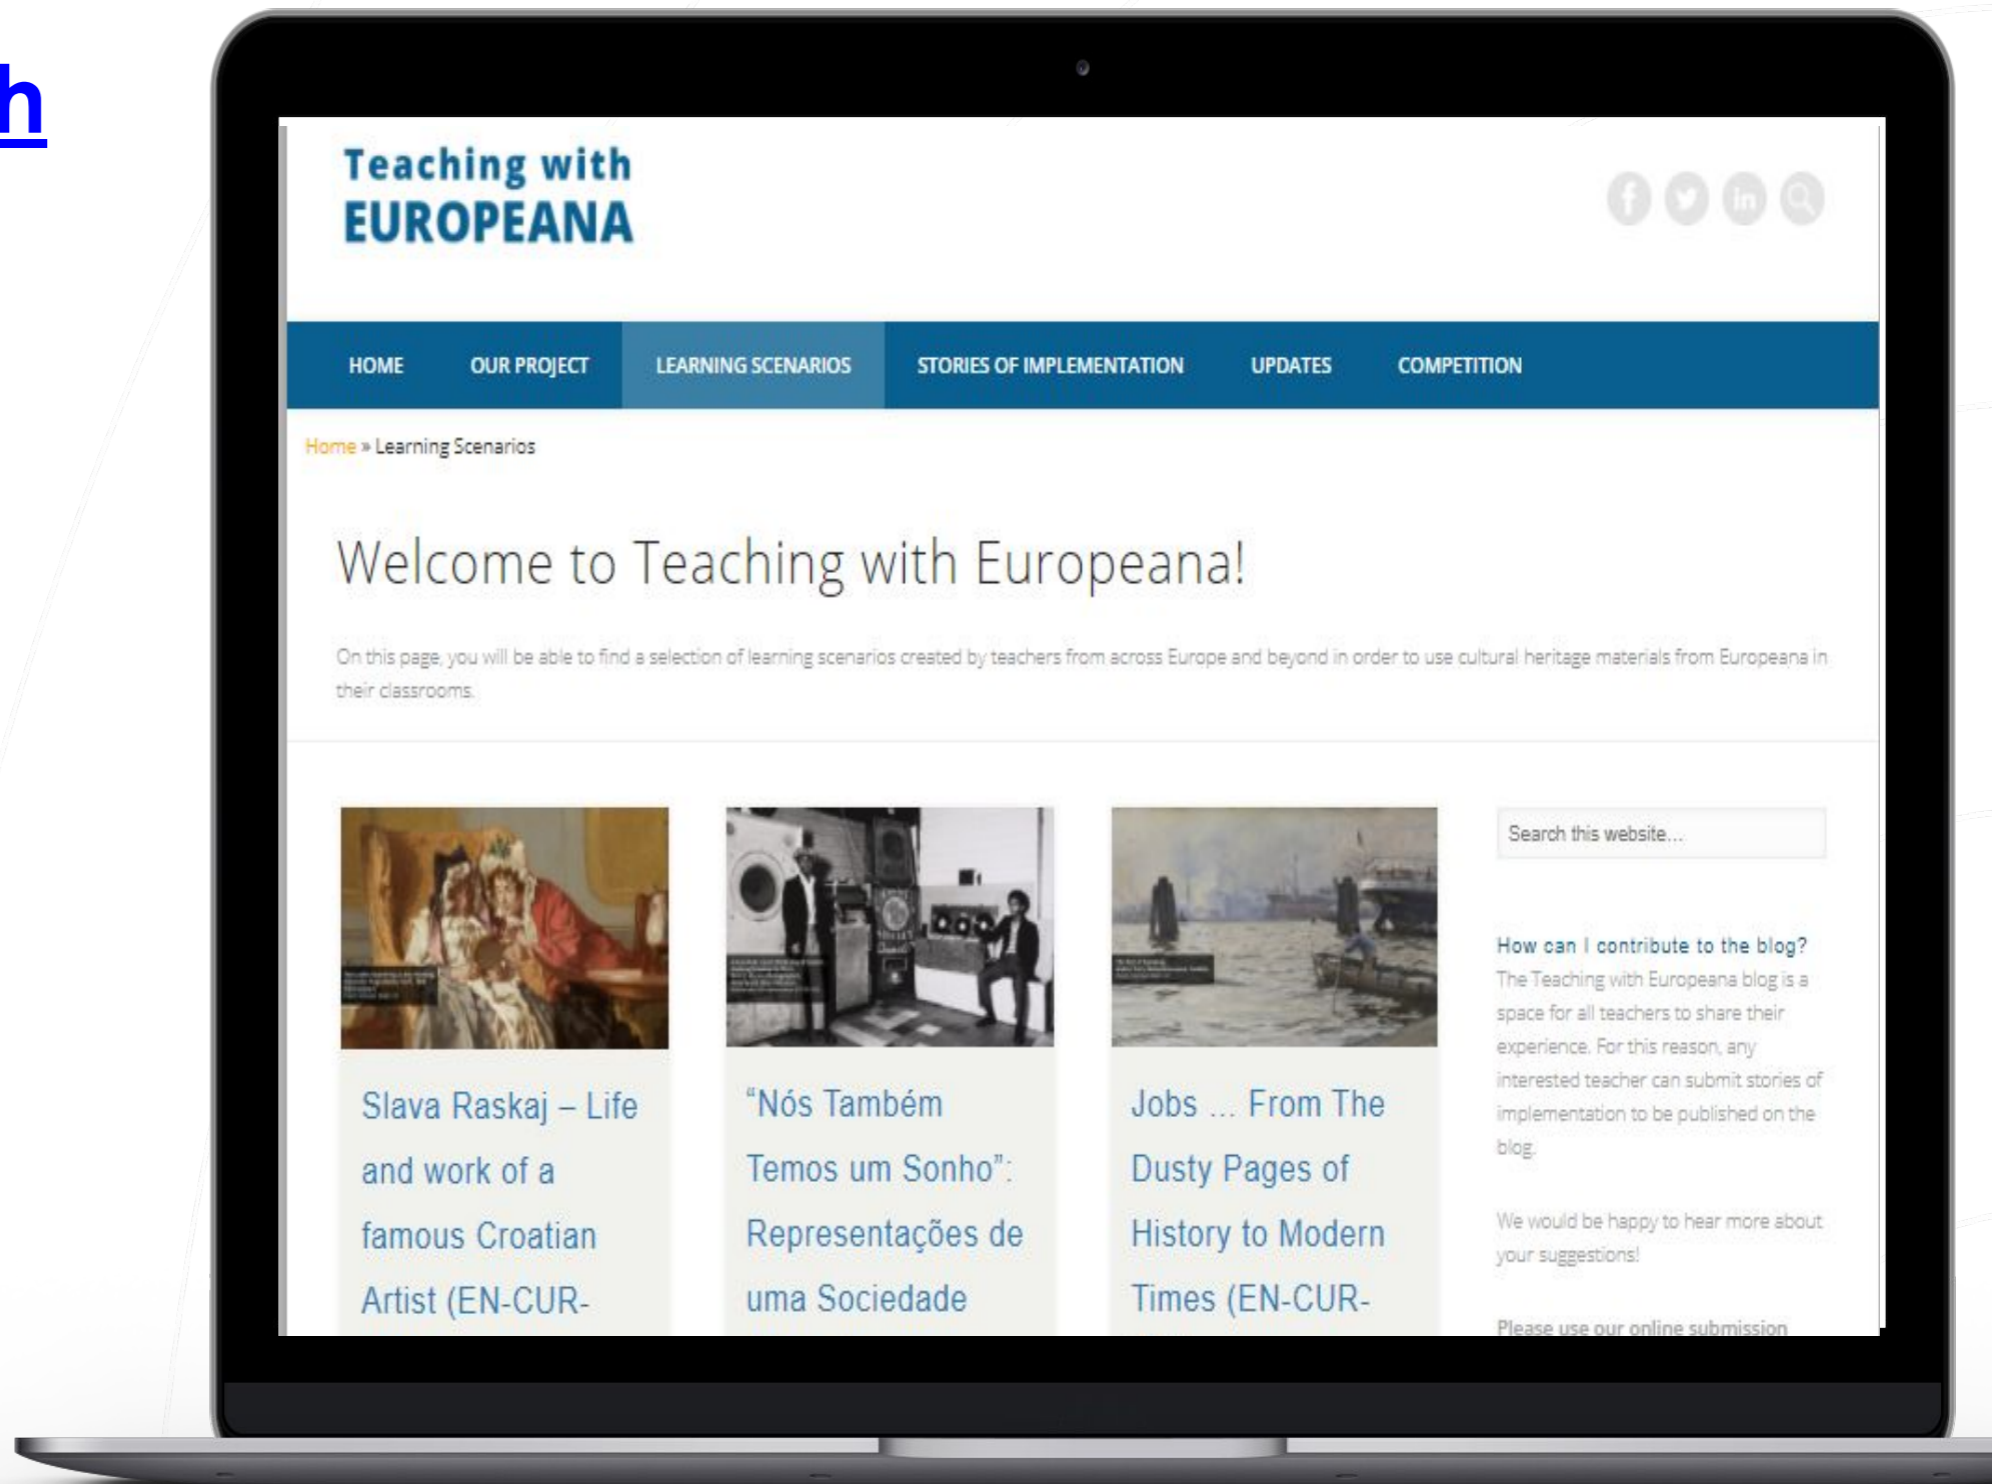 h
Teaching with
EUROPEANA
HOME OUR PROJECT LEARNING SCENARIOS STORIES OF IMPLEMENTATION UPDATES COMPETITION
Home » Learning Scenarios
Welcome to Teaching with Europeana!
On this page, you will be able to find a selection of learning scenarios created by teachers from across Europe and beyond in order to use cultural heritage materials from Europeana in
their classrooms.
Slava Raskaj – Life
and work of a
famous Croatian
Artist (EN-CUR-
“Nós Também
Temos um Sonho”:
Representações de
uma Sociedade
Jobs ... From The
Dusty Pages of
History to Modern
Times (EN-CUR-
Search this website...
How can I contribute to the blog?
The Teaching with Europeana blog is a
space for all teachers to share their
experience. For this reason, any
interested teacher can submit stories of
implementation to be published on the
blog.
We would be happy to hear more about
your suggestions!
Please use our online submission